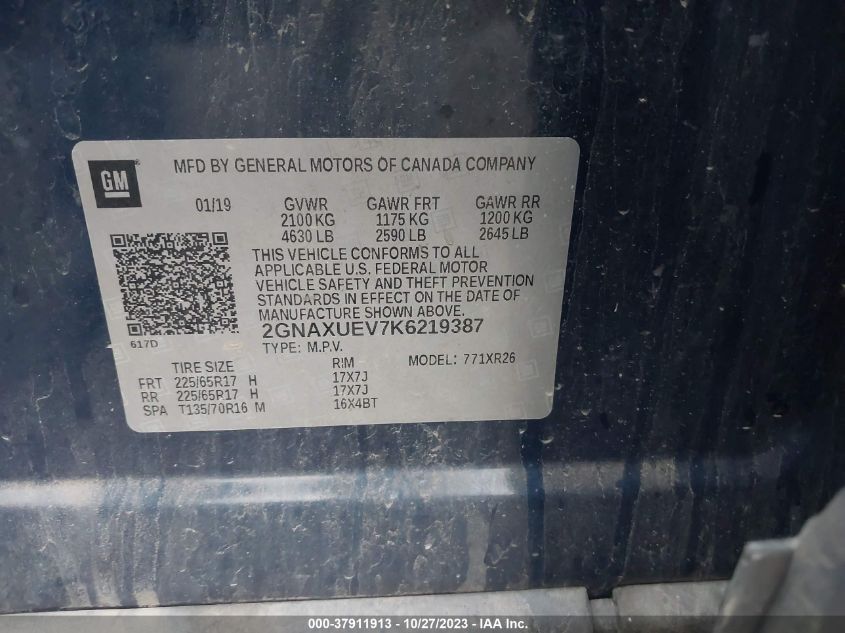 GM
MFD BY GENERAL MOTORS OF CANADA COMPANY
01/19 GVWR GAWR FRT GAWR RR
2100 KG 1175 KG 1200 KG
4630 LB 2590 LB 2645 LB
THIS VEHICLE CONFORMS TO ALL
APPLICABLE U.S. FEDERAL MOTOR
VEHICLE SAFETY AND THEFT PREVENTION
STANDARDS IN EFFECT ON THE DATE OF
MANUFACTURE SHOWN ABOVE.
617D
2GNAXUEV7K6219387
TYPE: M.P.V. MODEL: 771XR26
TIRE SIZE RIM
FRT 225/65R17 H 17X7J
RR 225/65R17 H 17X7J
SPA T135/70R16 M 16X4BT
000-37911913 - 10/27/2023 - IAA Inc.